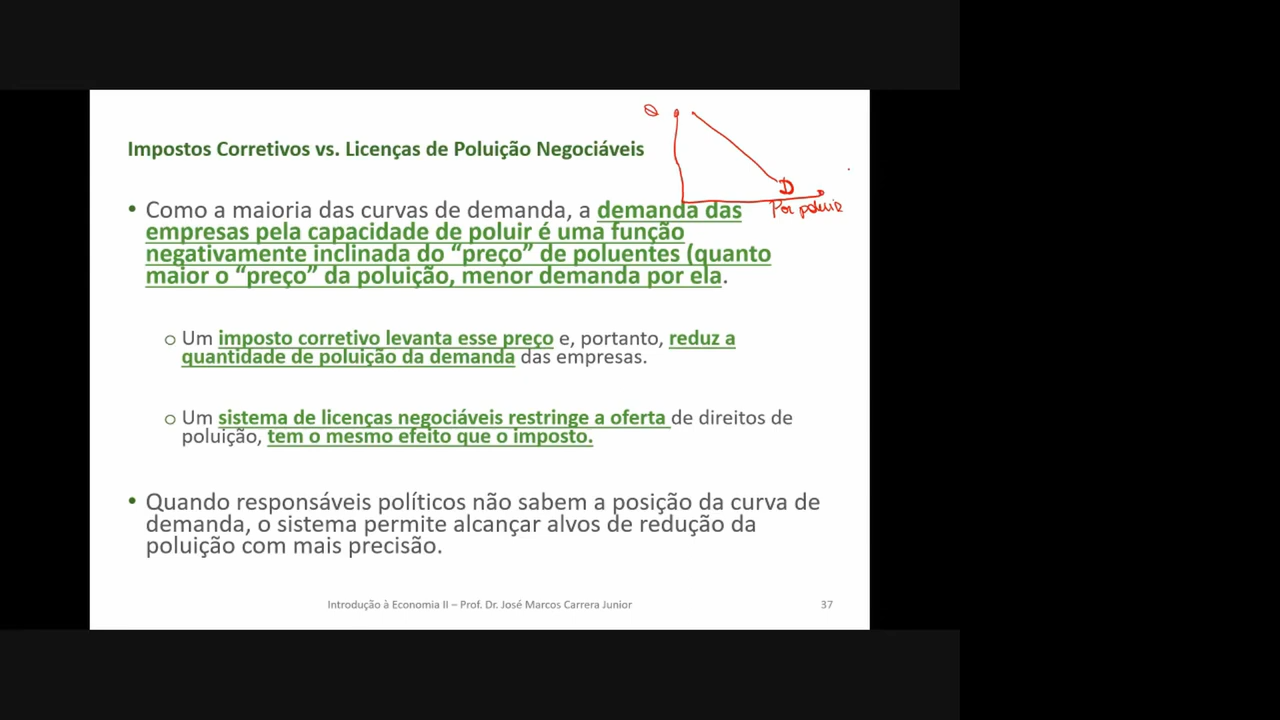 Q
Impostos Corretivos vs. Licenças de Poluição Negociáveis
D
Por poluir
• Como a maioria das curvas de demanda, a demanda das
empresas pela capacidade de poluir é uma função
negativamente inclinada do “preço” de poluentes (quanto
maior o “preço” da poluição, menor demanda por ela.
o Um imposto corretivo levanta esse preço e, portanto, reduz a
quantidade de poluição da demanda das empresas.
o Um sistema de licenças negociáveis restringe a oferta de direitos de
poluição, tem o mesmo efeito que o imposto.
• Quando responsáveis políticos não sabem a posição da curva de
demanda, o sistema permite alcançar alvos de redução da
poluição com mais precisão.
Introdução à Economia II – Prof. Dr. José Marcos Carrera Junior
37